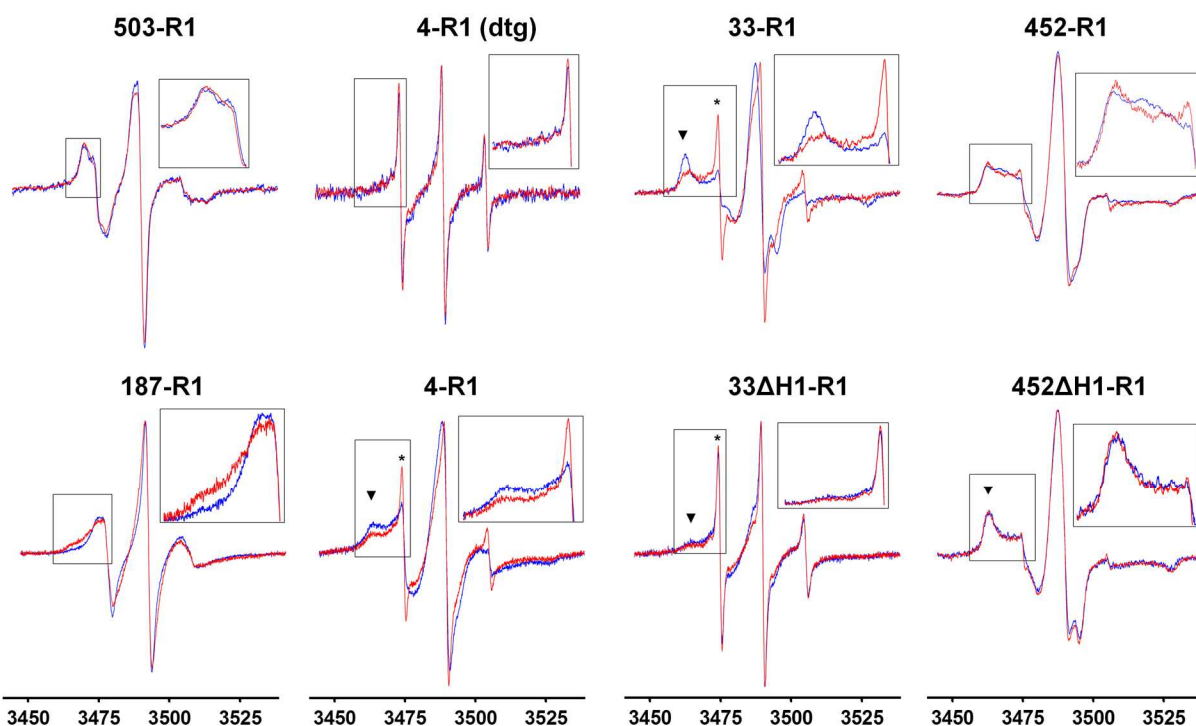 503-R1 4-R1 (dtg) 33-R1 452-R1
*
187-R1 4-R1 33ΔH1-R1 452ΔH1-R1
* *
3450 3475 3500 3525 3450 3475 3500 3525 3450 3475 3500 3525 3450 3475 3500 3525